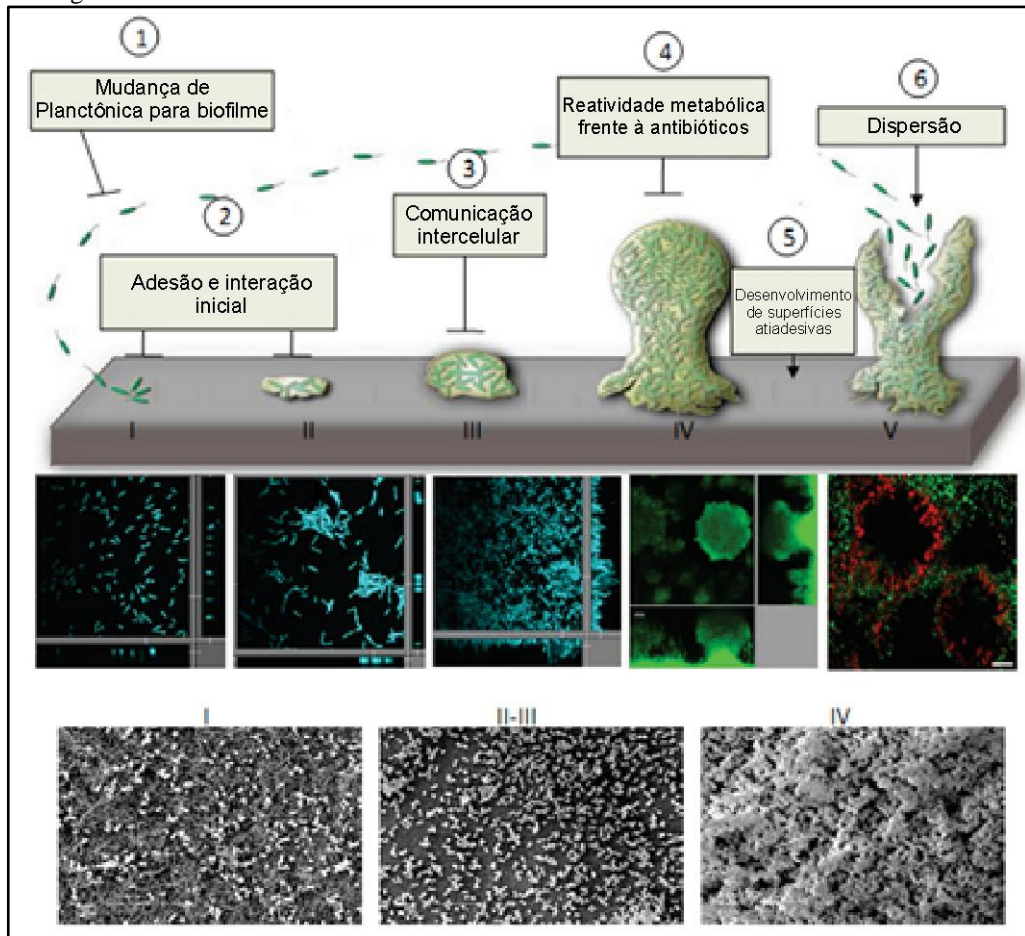 1
Mudança de
Planctônica para biofilme
2
Adesão e interação
inicial
3
Comunicação
intercelular
4
Reatividade metabólica
frente à antibióticos
5
Desenvolvimento
de superfícies
atiadesivas
6
Dispersão
I
II
III
IV
V
I
II-III
IV